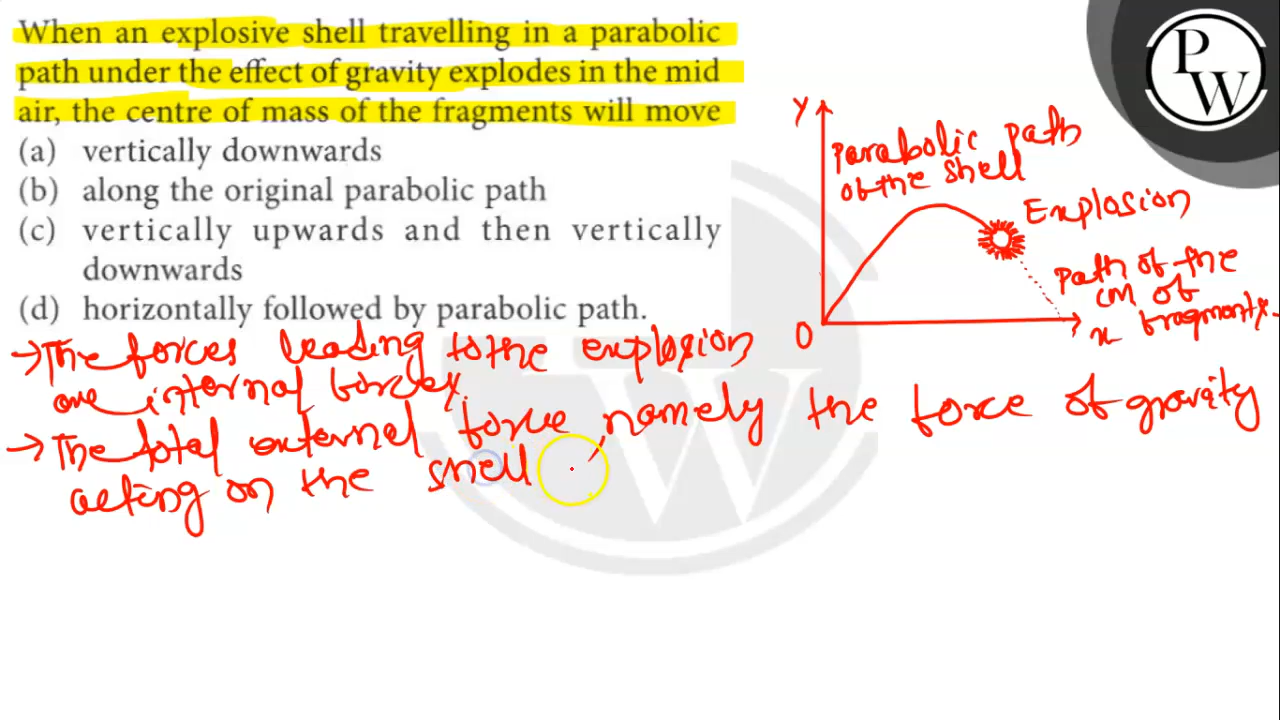 When an explosive shell travelling in a parabolic
path under the effect of gravity explodes in the mid
air, the centre of mass of the fragments will move
(a) vertically downwards
(b) along the original parabolic path
(c) vertically upwards and then vertically
downwards
(d) horizontally followed by parabolic path.
P
W
Y
Parabolic path
of the shell
Explosion
Path of the
CM of
fragments.
x
O
→ The forces leading to the explosion
are internal forces.
→ The total external force, namely the force of gravity
acting on the shell